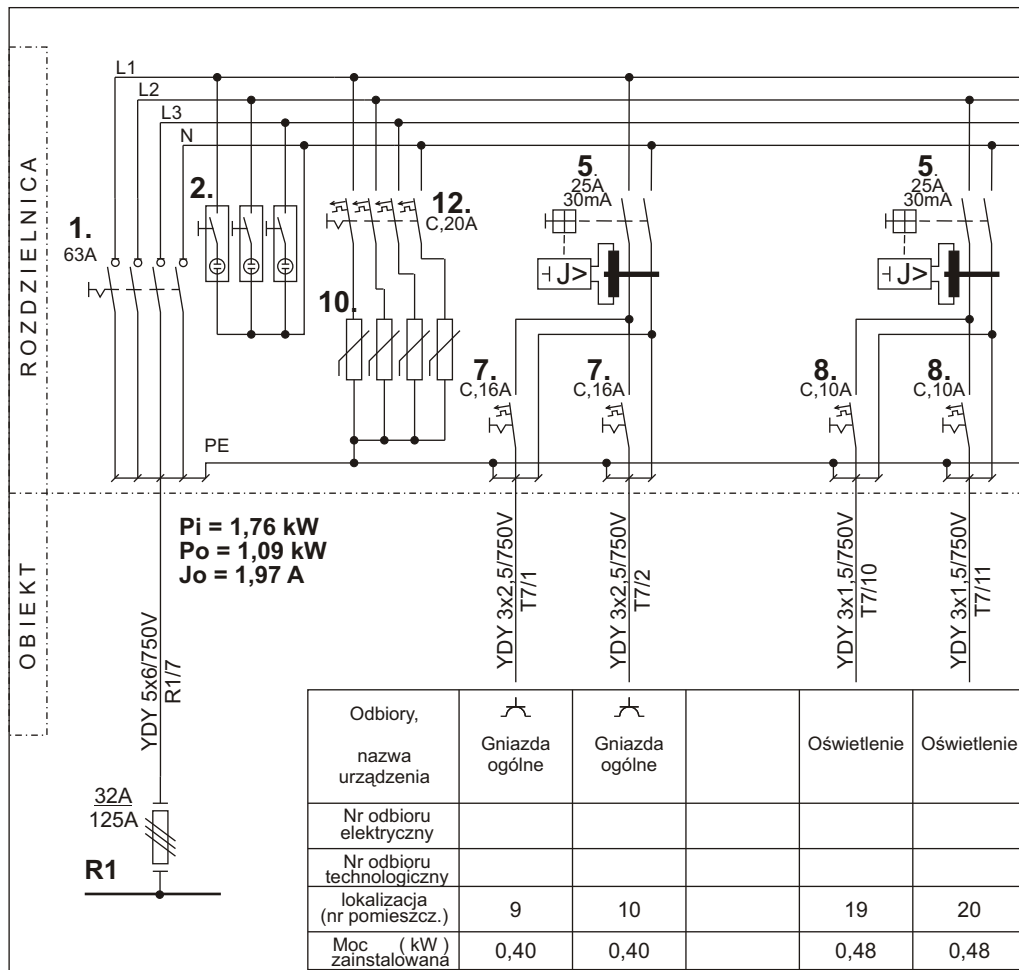 ROZDZIELNICA
OBIEKT
L1
L2
L3
N
1.
63A
2.
12.
C,20A
10.
5.
25A
30mA
J>
5.
25A
30mA
J>
7.
C,16A
7.
C,16A
8.
C,10A
8.
C,10A
PE
Pi = 1,76 kW
Po = 1,09 kW
Jo = 1,97 A
YDY 5x6/750V
R1/7
YDY 3x2,5/750V
T7/1
YDY 3x2,5/750V
T7/2
YDY 3x1,5/750V
T7/10
YDY 3x1,5/750V
T7/11
32A
125A
R1
Odbiory,
nazwa
urządzenia
Gniazda
ogólne
Gniazda
ogólne
Oświetlenie
Oświetlenie
Nr odbioru
elektryczny
Nr odbioru
technologiczny
lokalizacja
(nr pomieszcz.)
9
10
19
20
Moc ( kW )
zainstalowana
0,40
0,40
0,48
0,48